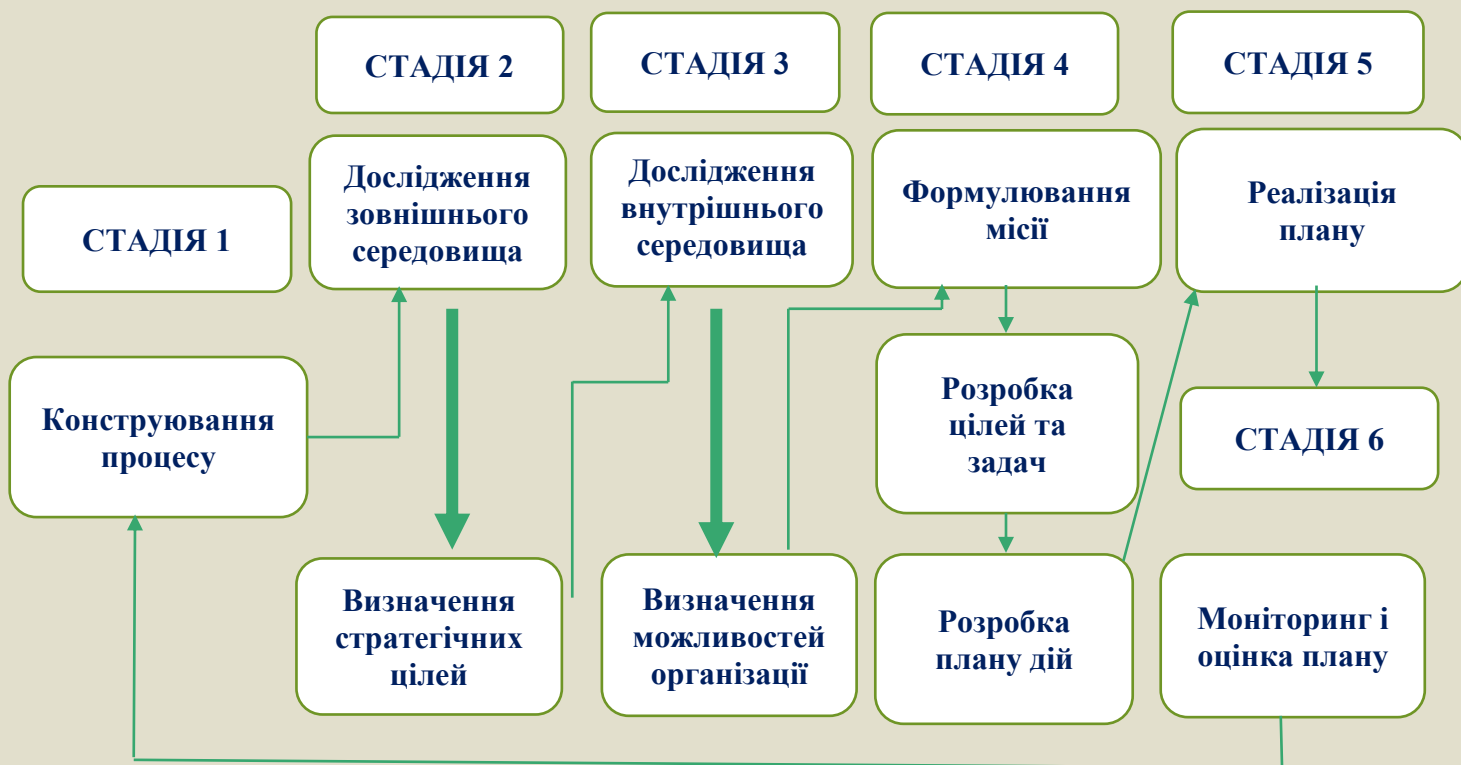 СТАДІЯ 1
Конструювання
процесу
СТАДІЯ 2
Дослідження
зовнішнього
середовища
Визначення
стратегічних
цілей
СТАДІЯ 3
Дослідження
внутрішнього
середовища
Визначення
можливостей
організації
СТАДІЯ 4
Формулювання
місії
Розробка
цілей та
задач
Розробка
плану дій
СТАДІЯ 5
Реалізація
плану
СТАДІЯ 6
Моніторинг і
оцінка плану